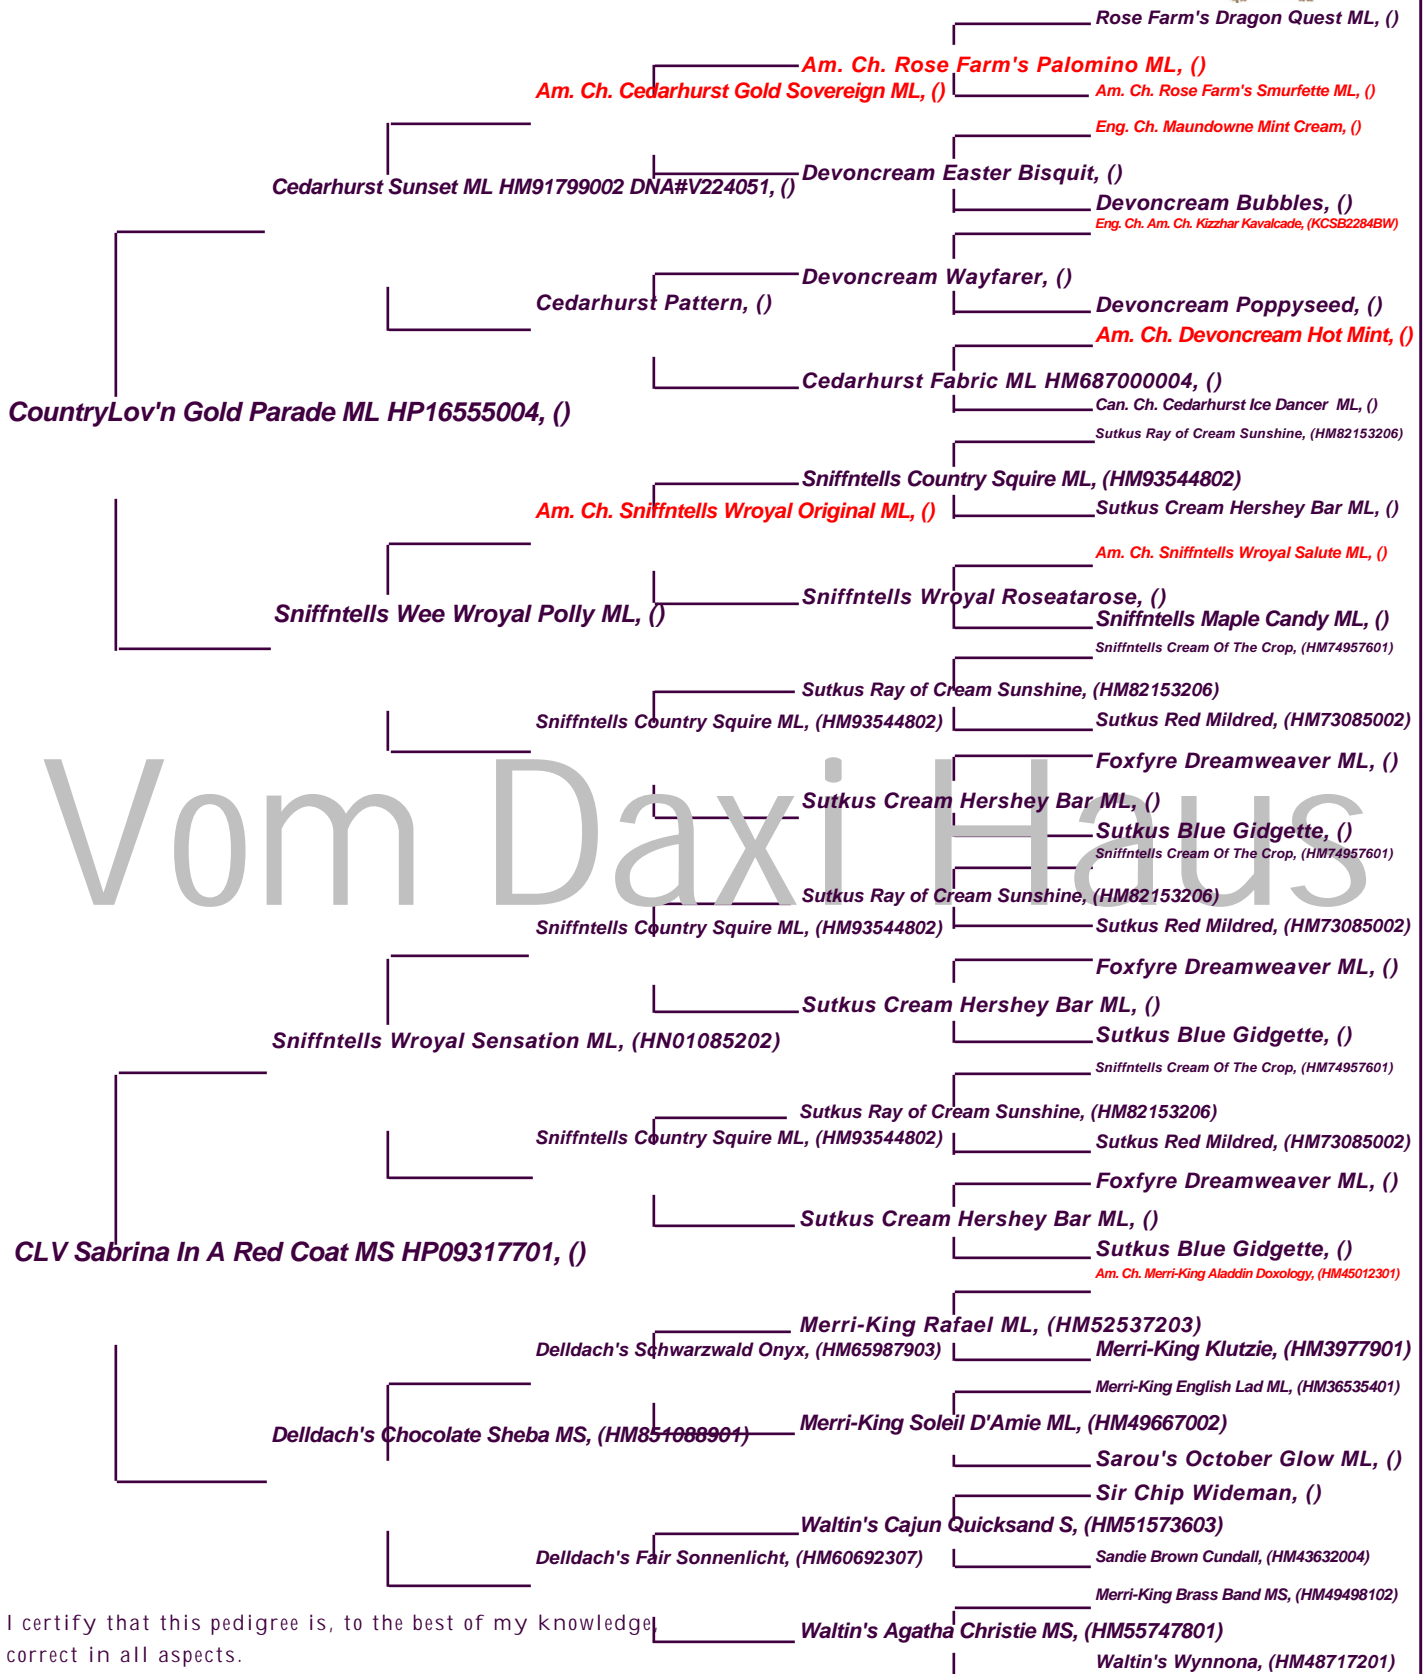 Rose Farm's Dragon Quest ML, ()
Am. Ch. Rose Farm's Palomino ML, ()
Am. Ch. Cedarhurst Gold Sovereign ML, ()
Am. Ch. Rose Farm's Smurfette ML, ()
Eng. Ch. Maundowne Mint Cream, ()
Devoncream Easter Bisquit, ()
Cedarhurst Sunset ML HM91799002 DNA#V224051, ()
Devoncream Bubbles, ()
Eng. Ch. Am. Ch. Kizzhar Kavalcade, (KCSB2284BW)
Devoncream Wayfarer, ()
Cedarhurst Pattern, ()
Devoncream Poppyseed, ()
Am. Ch. Devoncream Hot Mint, ()
Cedarhurst Fabric ML HM687000004, ()
Can. Ch. Cedarhurst Ice Dancer ML, ()
CountryLov'n Gold Parade ML HP16555004, ()
Sutkus Ray of Cream Sunshine, (HM82153206)
Sniffntells Country Squire ML, (HM93544802)
Am. Ch. Sniffntells Wroyal Original ML, ()
Sutkus Cream Hershey Bar ML, ()
Am. Ch. Sniffntells Wroyal Salute ML, ()
Sniffntells Wroyal Roseatarose, ()
Sniffntells Wee Wroyal Polly ML, ()
Sniffntells Maple Candy ML, ()
Sniffntells Cream Of The Crop, (HM74957601)
Sutkus Ray of Cream Sunshine, (HM82153206)
Sniffntells Country Squire ML, (HM93544802)
Sutkus Red Mildred, (HM73085002)
Foxfyre Dreamweaver ML, ()
Sutkus Cream Hershey Bar ML, ()
Sutkus Blue Gidgette, ()
Vom Daxi Haus
Sniffntells Cream Of The Crop, (HM74957601)
Sutkus Ray of Cream Sunshine, (HM82153206)
Sniffntells Country Squire ML, (HM93544802)
Sutkus Red Mildred, (HM73085002)
Foxfyre Dreamweaver ML, ()
Sutkus Cream Hershey Bar ML, ()
Sniffntells Wroyal Sensation ML, (HN01085202)
Sutkus Blue Gidgette, ()
Sniffntells Cream Of The Crop, (HM74957601)
Sutkus Ray of Cream Sunshine, (HM82153206)
Sniffntells Country Squire ML, (HM93544802)
Sutkus Red Mildred, (HM73085002)
Foxfyre Dreamweaver ML, ()
Sutkus Cream Hershey Bar ML, ()
Sutkus Blue Gidgette, ()
CLV Sabrina In A Red Coat MS HP09317701, ()
Am. Ch. Merri-King Aladdin Doxology, (HM45012301)
Merri-King Rafael ML, (HM52537203)
Delldach's Schwarzwald Onyx, (HM65987903)
Merri-King Klutzie, (HM3977901)
Merri-King English Lad ML, (HM36535401)
Merri-King Soleil D'Amie ML, (HM49667002)
Delldach's Chocolate Sheba MS, (HM851088901)
Sarou's October Glow ML, ()
Sir Chip Wideman, ()
Waltin's Cajun Quicksand S, (HM51573603)
Delldach's Fair Sonnenlicht, (HM60692307)
Sandie Brown Cundall, (HM43632004)
Merri-King Brass Band MS, (HM49498102)
Waltin's Agatha Christie MS, (HM55747801)
Waltin's Wynnona, (HM48717201)
I certify that this pedigree is, to the best of my knowledge,
correct in all aspects.